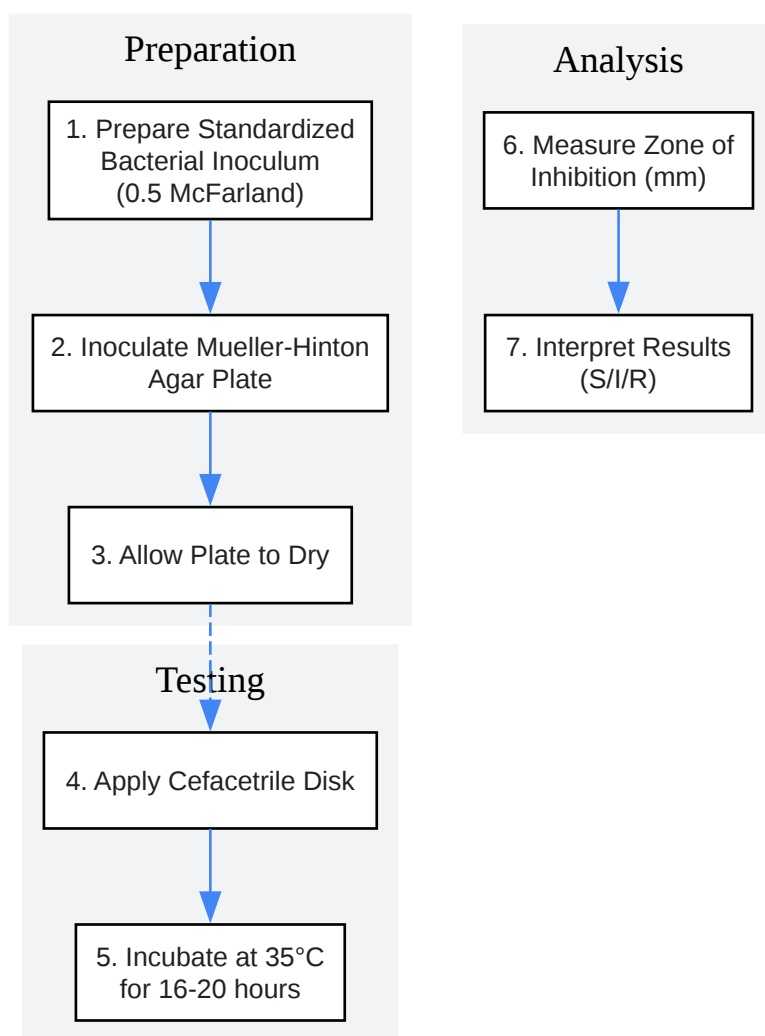 Preparation
1. Prepare Standardized
Bacterial Inoculum
(0.5 McFarland)
2. Inoculate Mueller-Hinton
Agar Plate
3. Allow Plate to Dry
Testing
4. Apply Cefacetrile Disk
5. Incubate at 35°C
for 16-20 hours
Analysis
6. Measure Zone of
Inhibition (mm)
7. Interpret Results
(S/I/R)